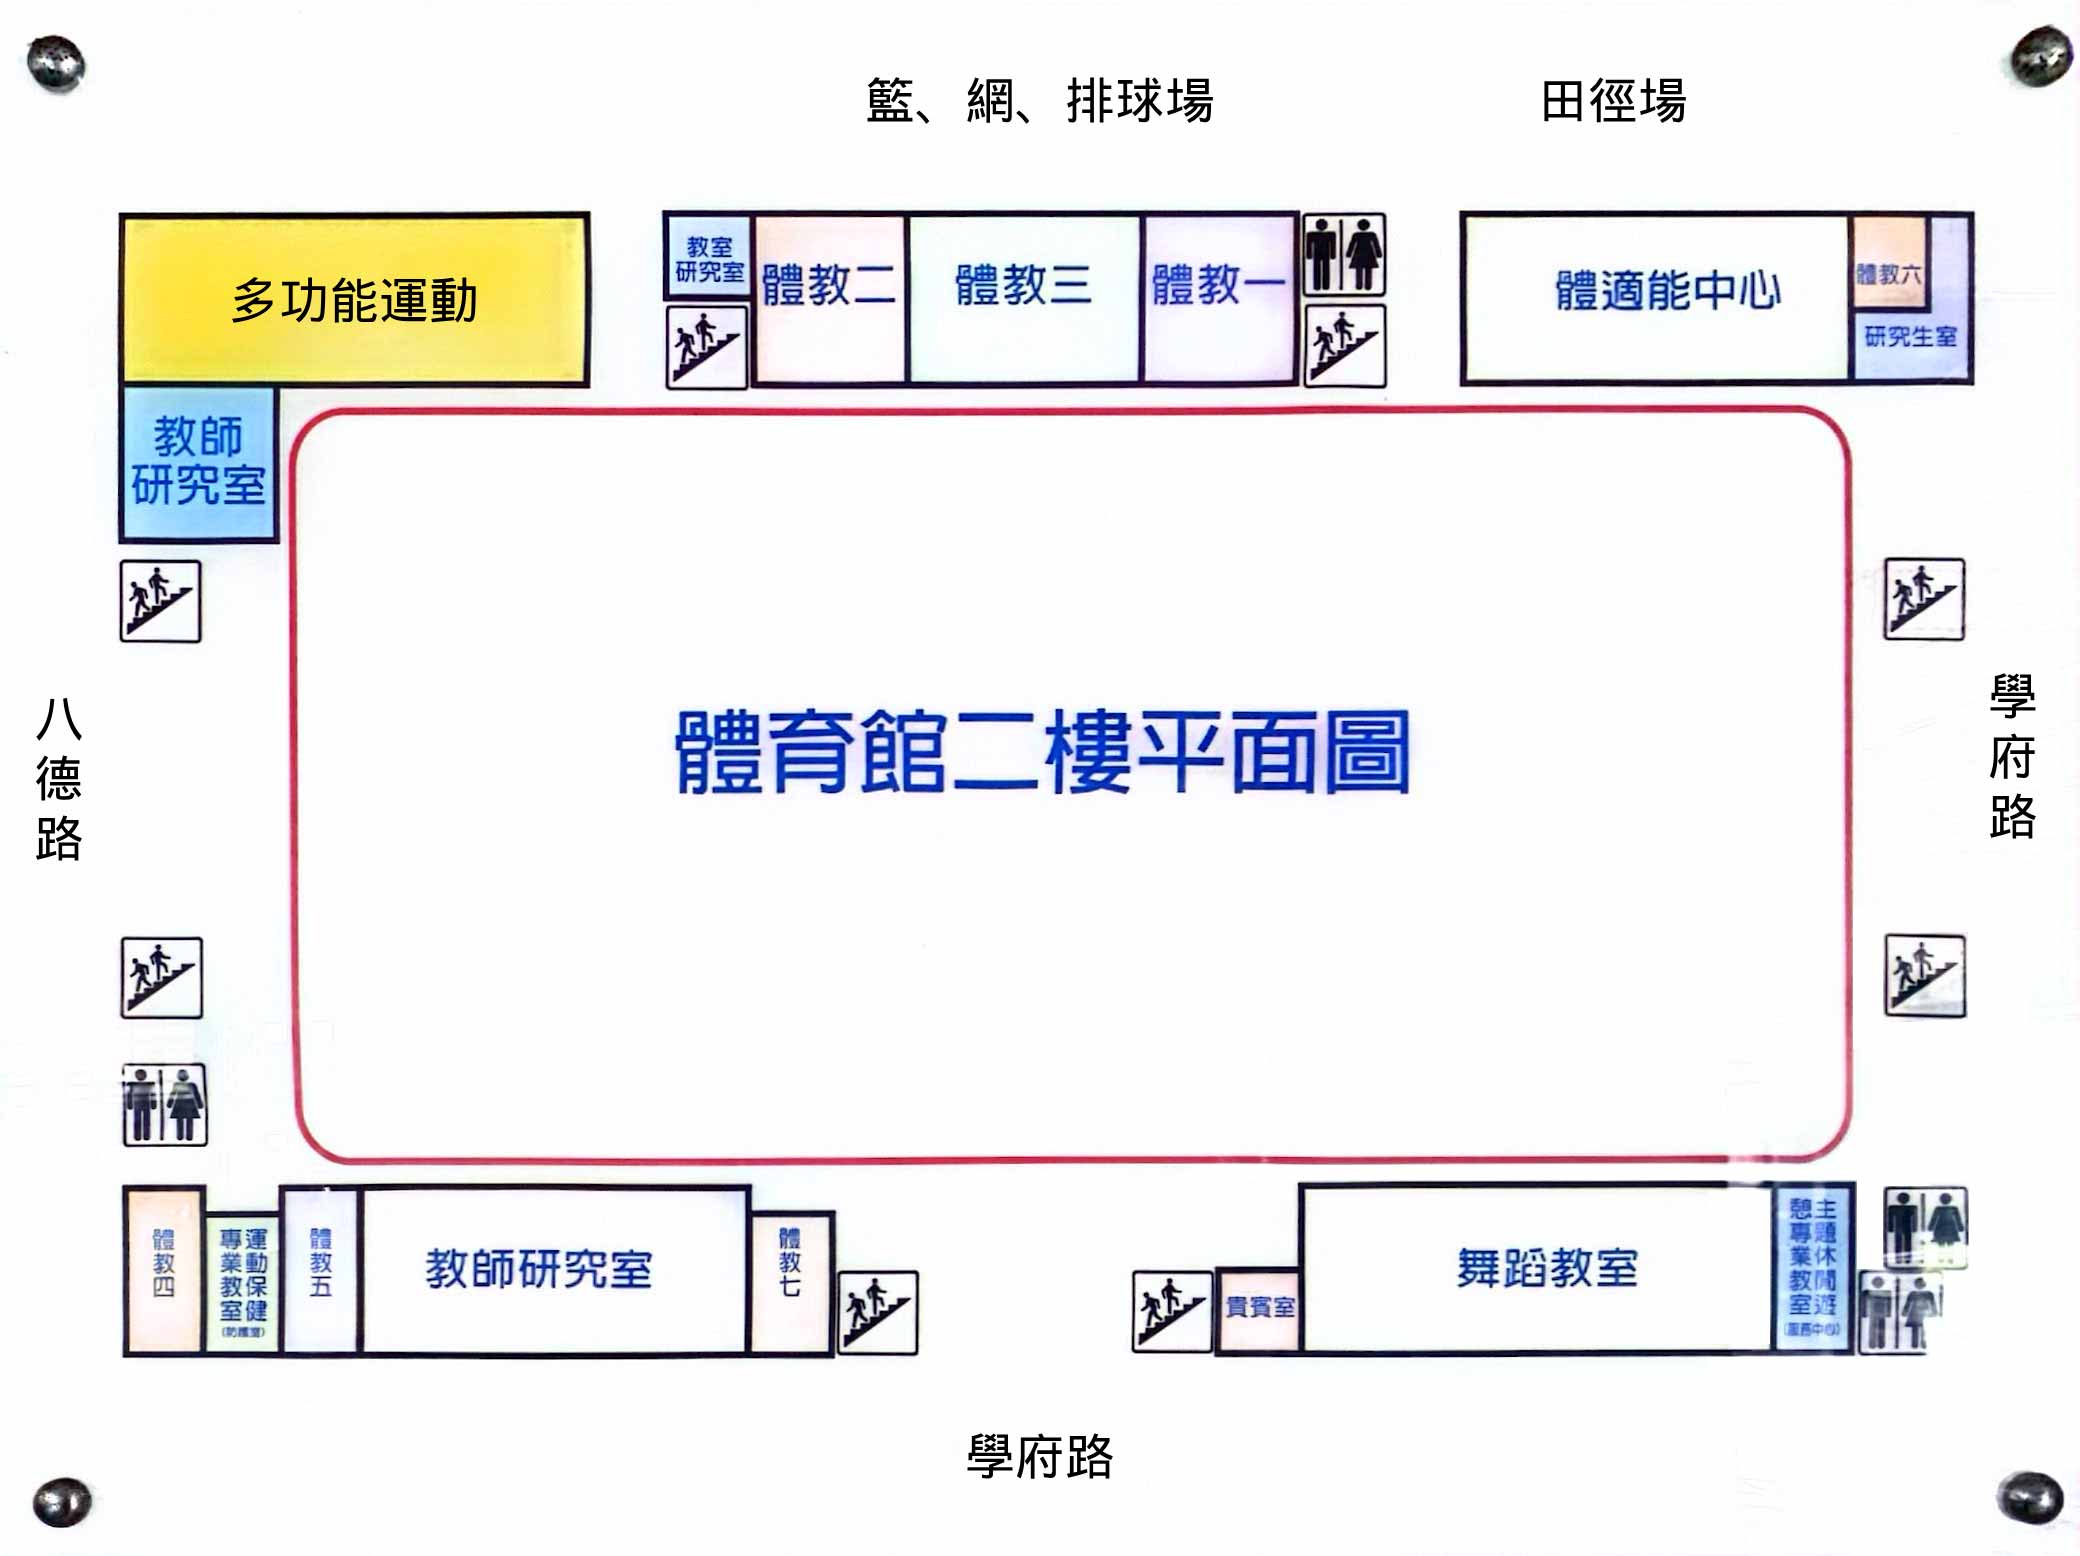 籃、網、排球場
田徑場
多功能運動
教室
研究室
體教二
體教三
體教一
體適能中心
體教六
研究生室
教師
研究室
體育館二樓平面圖
八德路
學府路
體教四
運動保健
專業教室
(防護室)
體教五
教師研究室
體教七
貴賓室
舞蹈教室
主題休閒遊
憩專業教室
(服務中心)
學府路